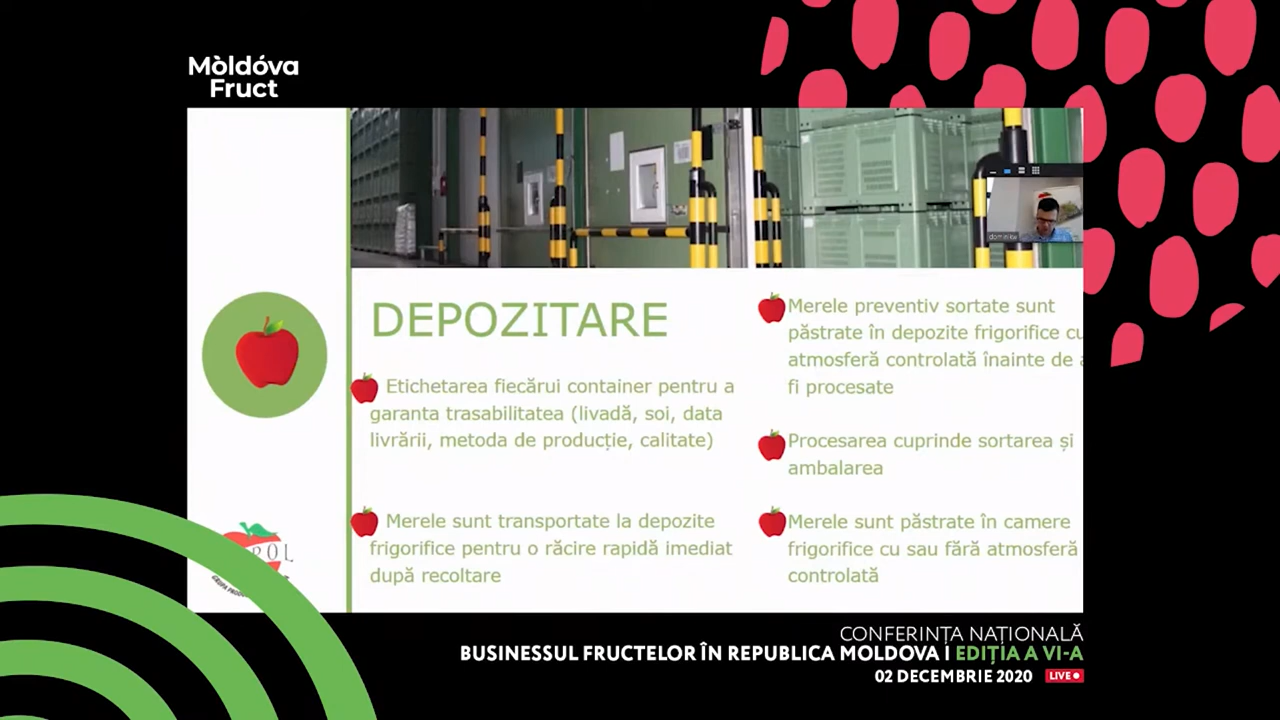 Mòldóva
Fruct
DEPOZITARE
Etichetarea fiecărui container pentru a
garanta trasabilitatea (livadă, soi, data
livrării, metoda de producție, calitate)
Merele sunt transportate la depozite
frigorifice pentru o răcire rapidă imediat
după recoltare
Merele preventiv sortate sunt
păstrate în depozite frigorifice cu
atmosferă controlată înainte de a
fi procesate
Procesarea cuprinde sortarea și
ambalarea
Merele sunt păstrate în camere
frigorifice cu sau fără atmosferă
controlată
CONFERINȚA NAȚIONALĂ
BUSINESSUL FRUCTELOR ÎN REPUBLICA MOLDOVA | EDIȚIA A VI-A
02 DECEMBRIE 2020 LIVE